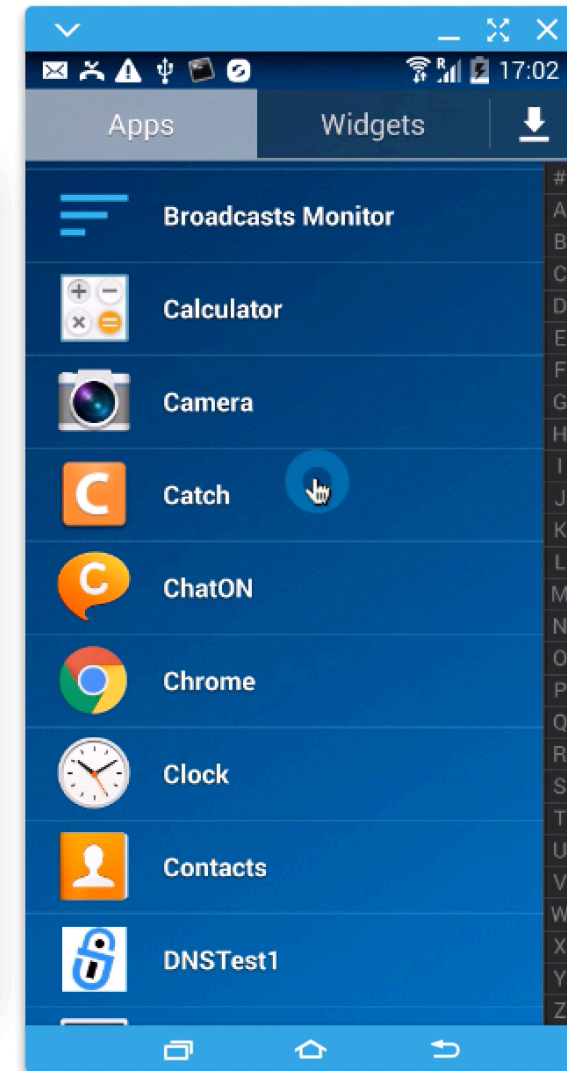 17:02
Apps Widgets
#
A
Broadcasts Monitor
B
C
Calculator
D
E
F
Camera
G
H
I
C
Catch
J
K
L
C
ChatON
M
N
O
Chrome
P
Q
R
Clock
S
T
U
Contacts
V
W
X
DNSTest1
Y
Z